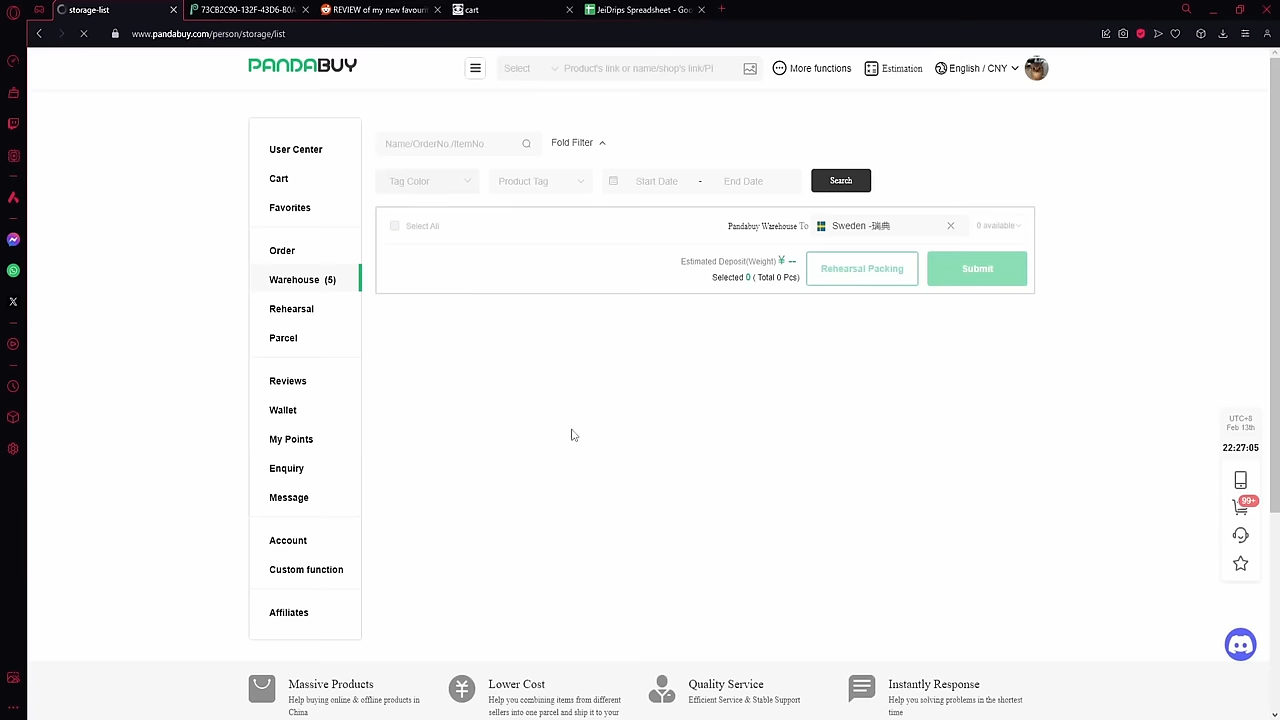 storage-list
73CB2C90-132F-43D6-B0A
REVIEW of my new favouri
cart
JeiDrips Spreadsheet - Goo
www.pandabuy.com/person/storage/list
PANDABUY
Select
Product's link or name/shop's link/PI
More functions
Estimation
English / CNY
User Center
Cart
Favorites
Order
Warehouse (5)
Rehearsal
Parcel
Reviews
Wallet
My Points
Enquiry
Message
Account
Custom function
Affiliates
Name/OrderNo./ItemNo
Fold Filter
Tag Color
Product Tag
Start Date
-
End Date
Search
Select All
Pandabuy Warehouse To
Sweden -瑞典
0 available
Estimated Deposit(Weight) ¥ --
Selected 0 ( Total 0 Pcs)
Rehearsal Packing
Submit
UTC+8
Feb 13th
22:27:05
99+
Massive Products
Help buying online & offline products in
China
Lower Cost
Help you combining items from different
sellers into one parcel and ship it to your
Quality Service
Efficient Service & Stable Support
Instantly Response
Help you solving problems in the shortest
time